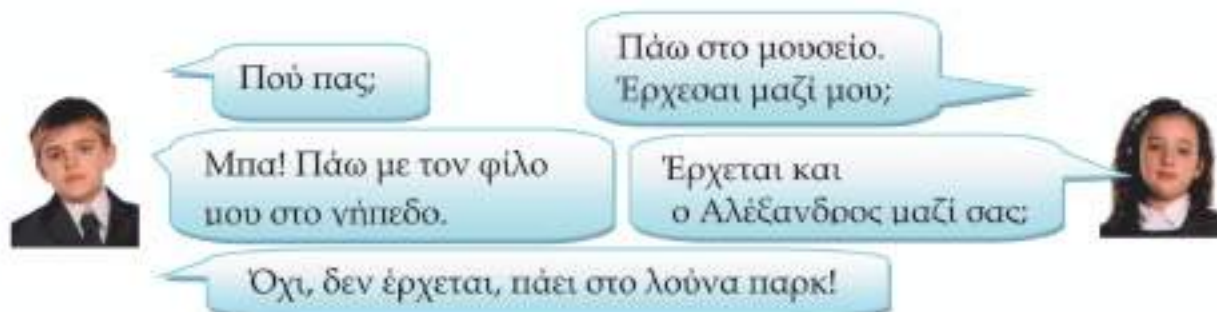 Πού πας;
Πάω στο μουσείο.
Έρχεσαι μαζί μου;
Μπα! Πάω με τον φίλο
μου στο γήπεδο.
Έρχεται και
ο Αλέξανδρος μαζί σας;
Όχι, δεν έρχεται, πάει στο λούνα παρκ!